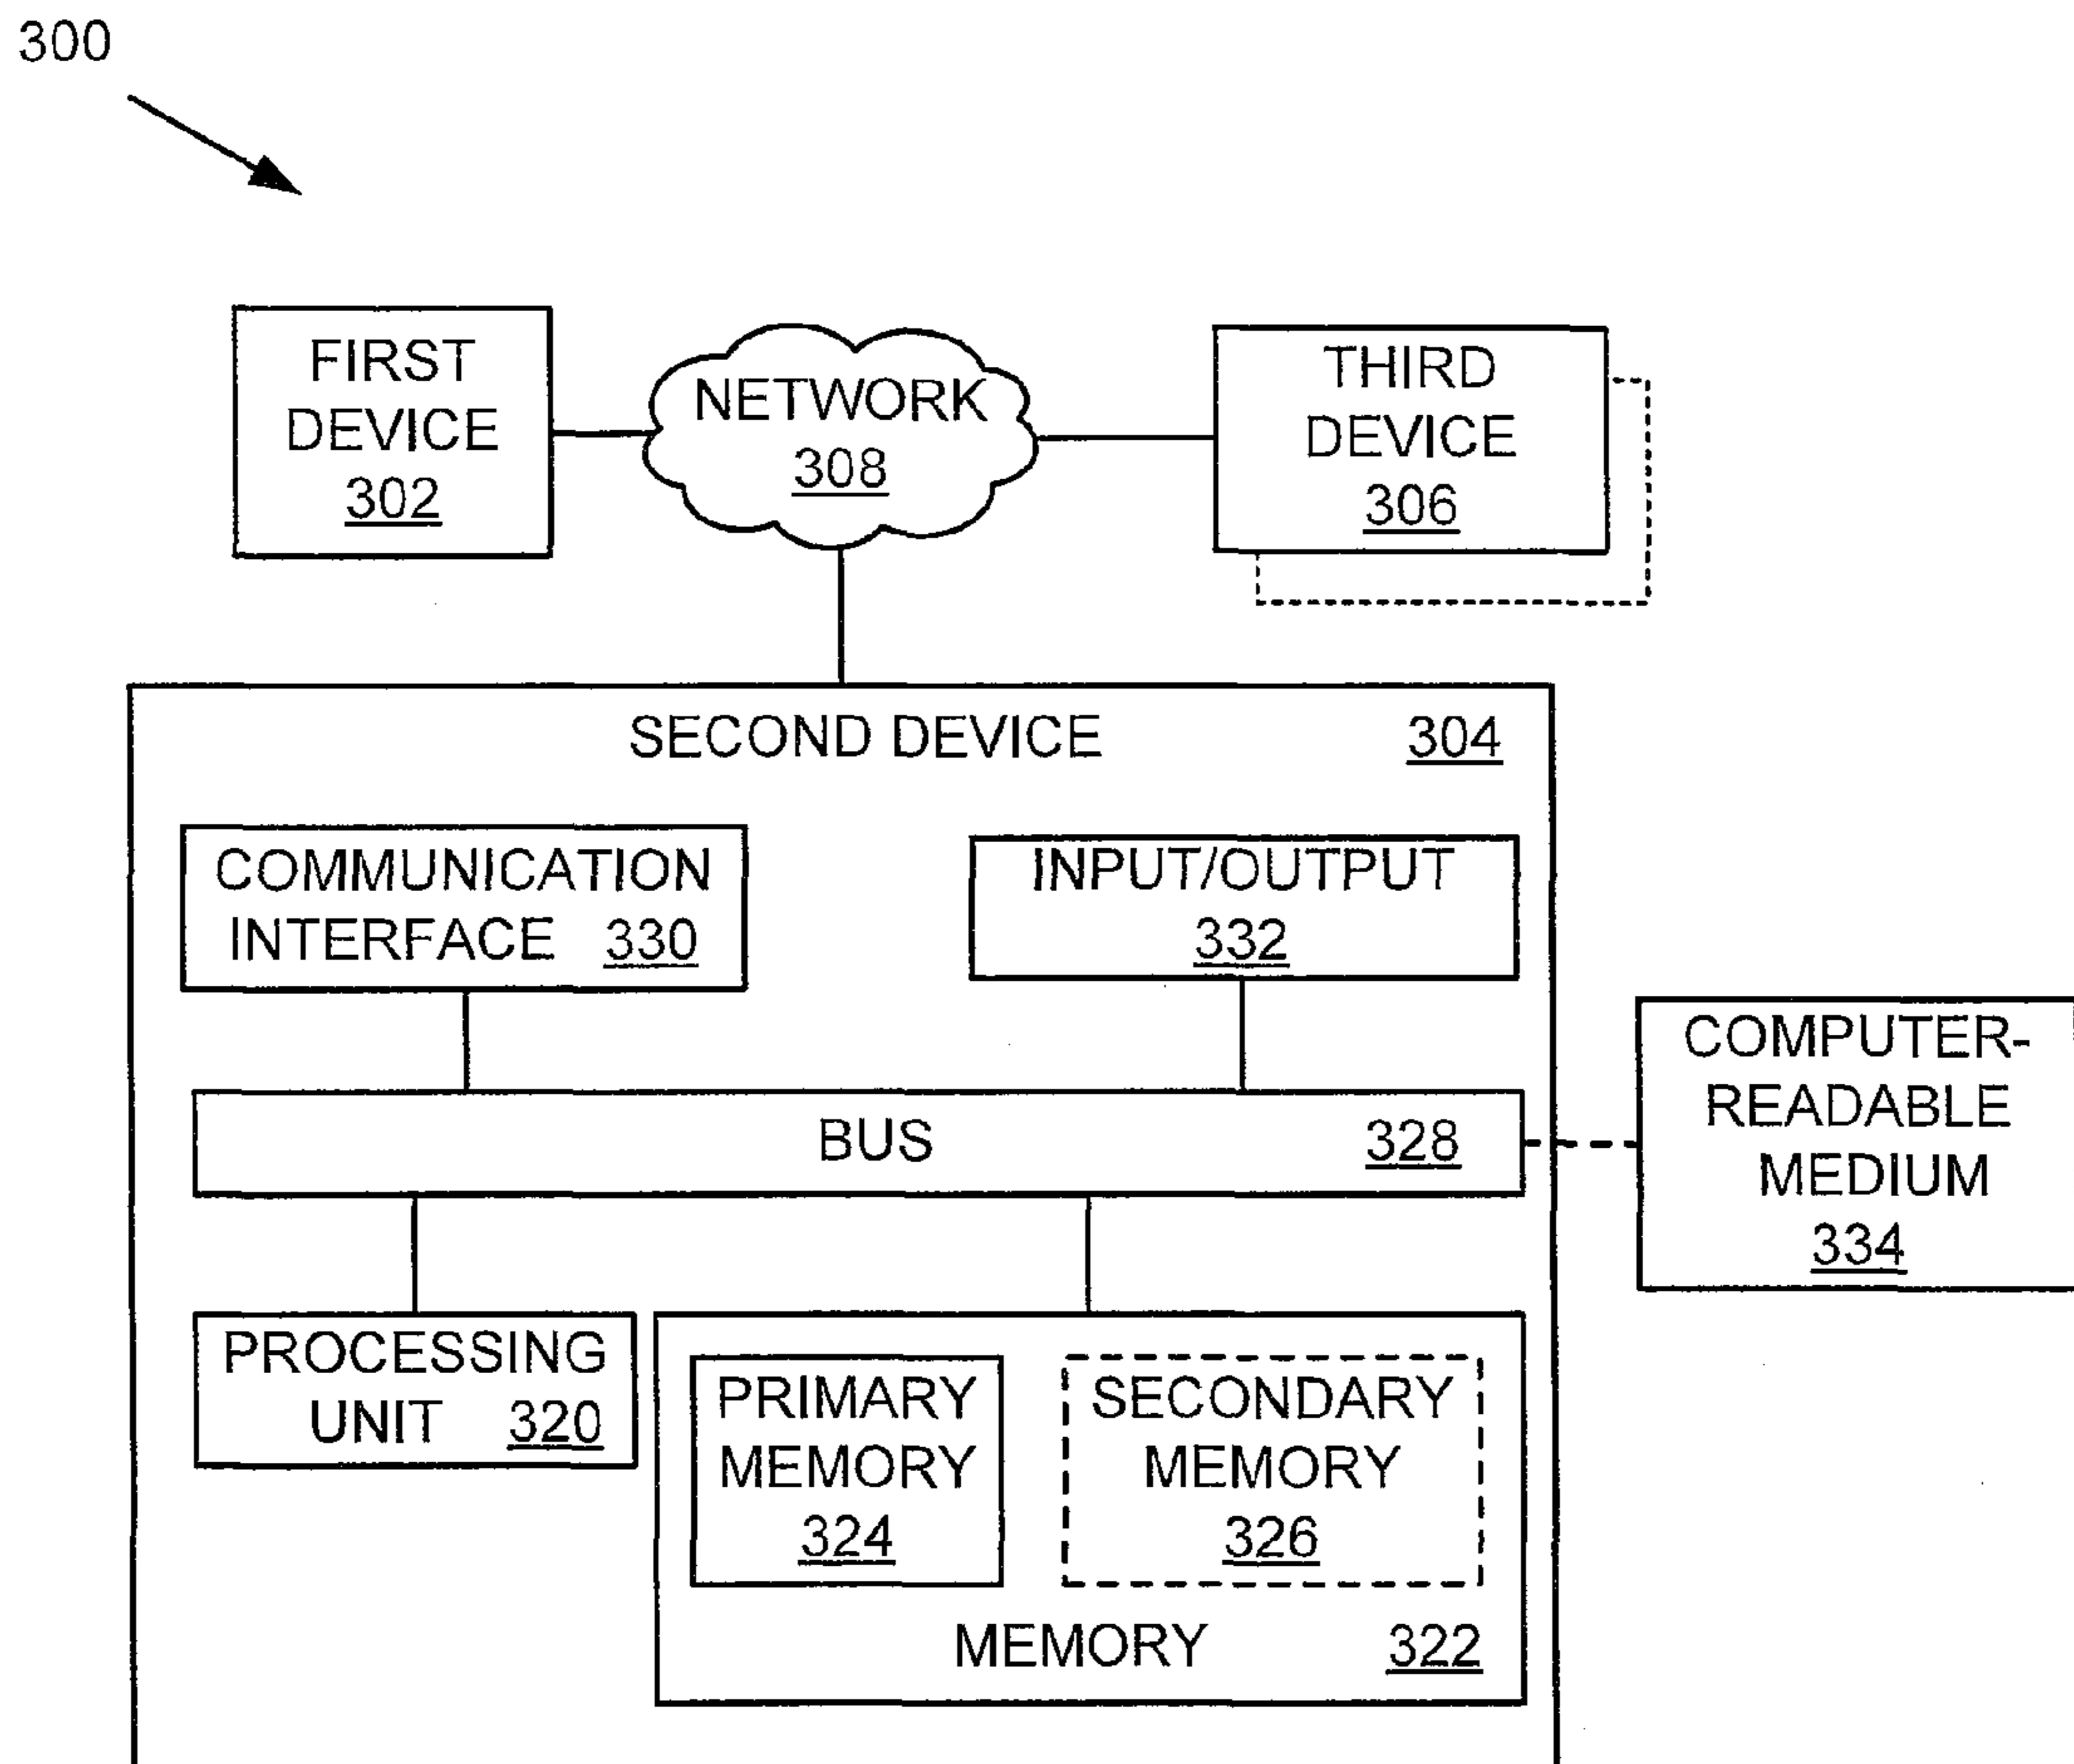 300
FIRST
DEVICE
302
NETWORK
308
THIRD
DEVICE
306
SECOND DEVICE 304
COMMUNICATION
INTERFACE 330
INPUT/OUTPUT
332
BUS 328
COMPUTER-
READABLE
MEDIUM
334
PROCESSING
UNIT 320
PRIMARY
MEMORY
324
SECONDARY
MEMORY
326
MEMORY 322